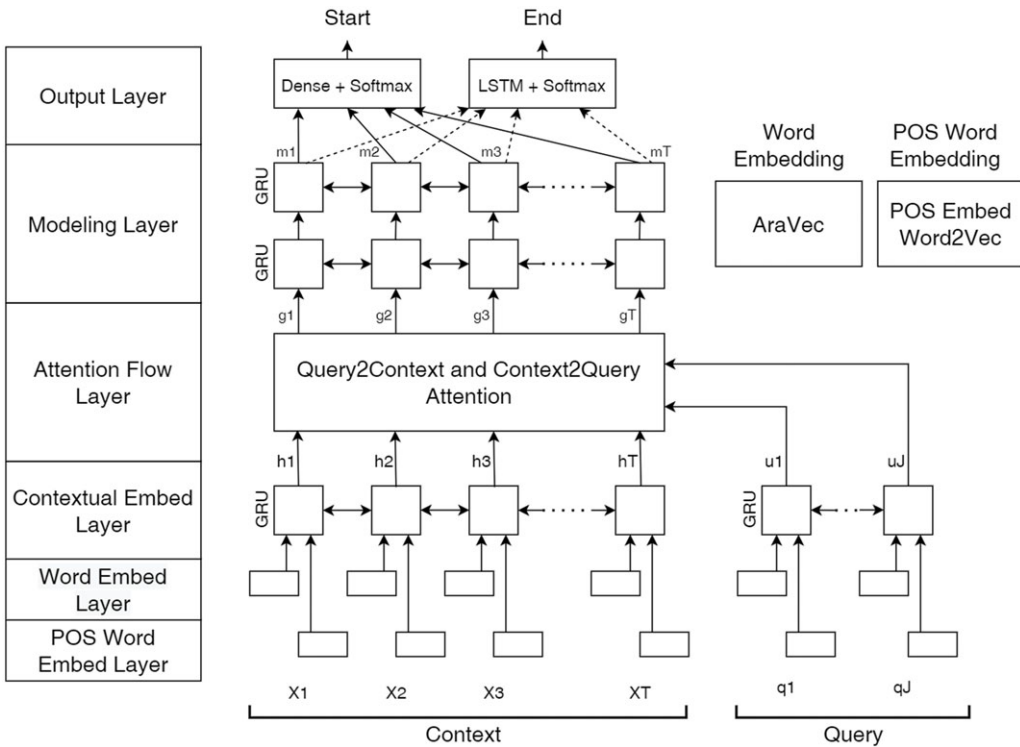 Start
End
Output Layer
Dense + Softmax
LSTM + Softmax
m1
m2
m3
mT
GRU
Modeling Layer
GRU
Word
Embedding
AraVec
POS Word
Embedding
POS Embed
Word2Vec
g1
g2
g3
gT
Attention Flow
Layer
Query2Context and Context2Query
Attention
h1
h2
h3
hT
u1
uJ
Contextual Embed
Layer
GRU
GRU
Word Embed
Layer
POS Word
Embed Layer
X1
X2
X3
XT
q1
qJ
Context
Query